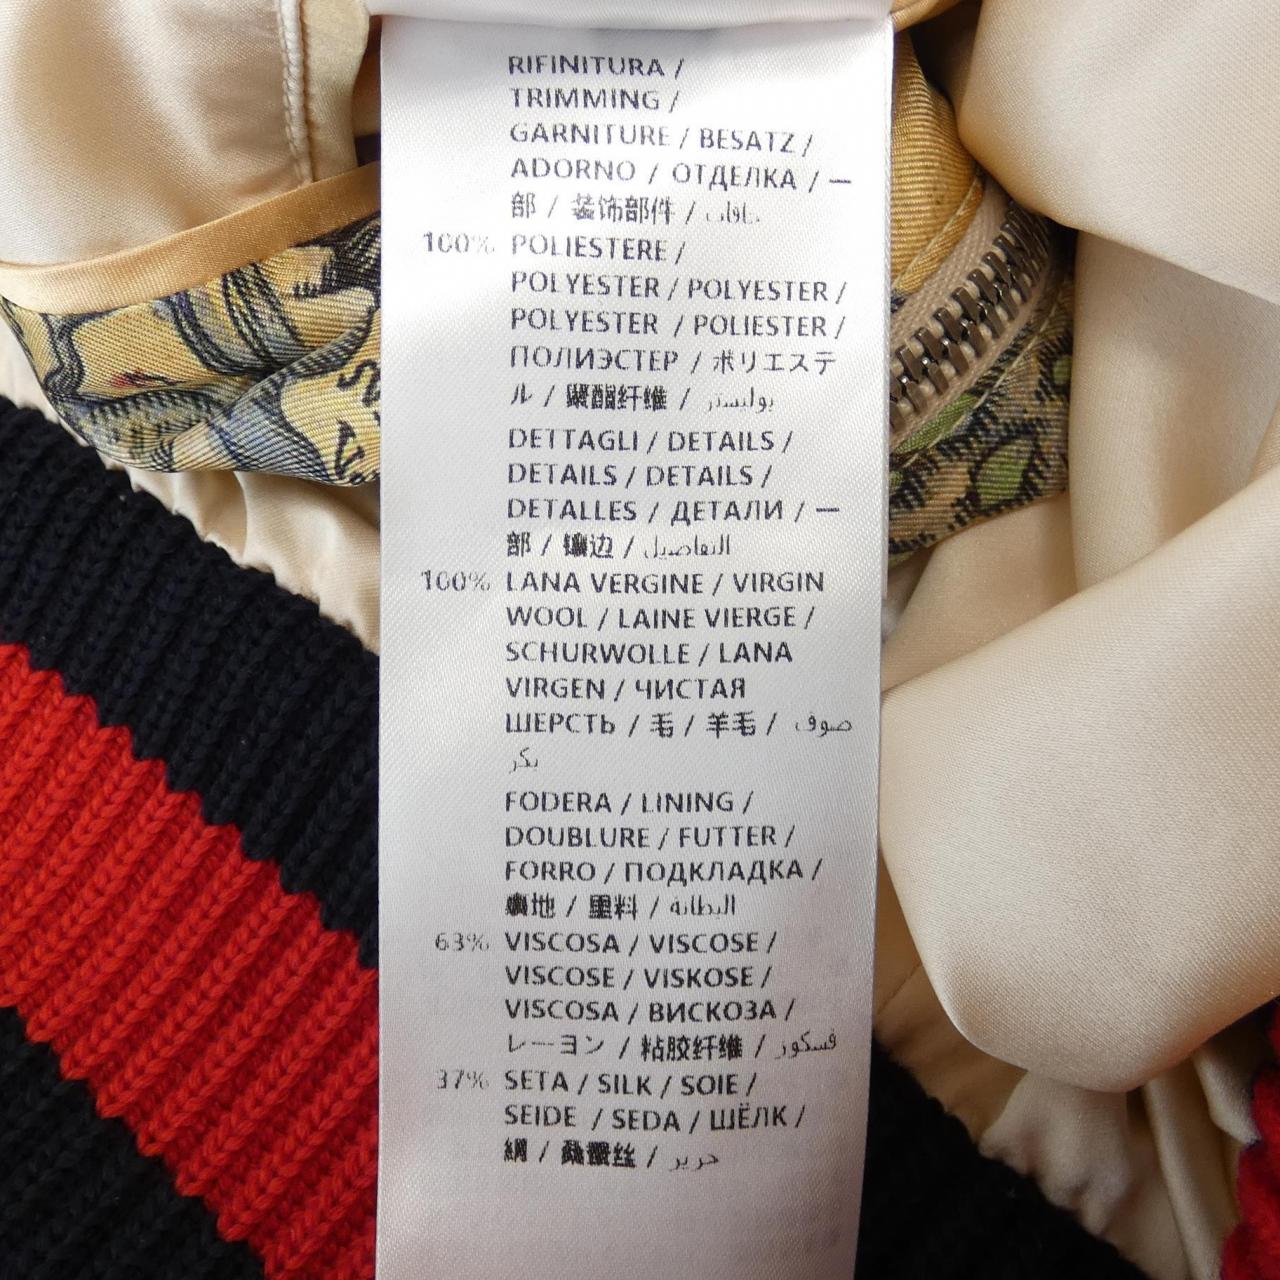 RIFINITURA /
TRIMMING /
GARNITURE / BESATZ /
ADORNO / ОТДЕЛКА / 一
部 / 装饰部件 /
100% POLIESTERE /
POLYESTER / POLYESTER /
POLYESTER / POLIESTER /
ПОЛИЭСТЕР / ポリエステ
ル / 聚酯纤维 / بوليستر
DETTAGLI / DETAILS /
DETAILS / DETAILS /
DETALLES / ДЕТАЛИ / 一
部 / 镶边 / التفاصيل
100% LANA VERGINE / VIRGIN
WOOL / LAINE VIERGE /
SCHURWOLLE / LANA
VIRGEN / ЧИСТАЯ
ШЕРСТЬ / 毛 / 羊毛 / صوف
بكر
FODERA / LINING /
DOUBLURE / FUTTER /
FORRO / ПОДКЛАДКА /
裏地 / 里料 / البطانة
63% VISCOSA / VISCOSE /
VISCOSE / VISKOSE /
VISCOSA / ВИСКОЗА /
レーヨン / 粘胶纤维 / فسكوز
37% SETA / SILK / SOIE /
SEIDE / SEDA / ШЁЛК /
絹 / 桑蚕丝 / حرير